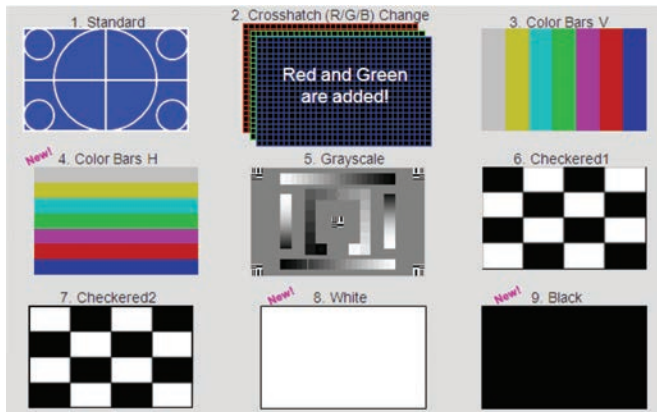 1. Standard
2. Crosshatch (R/G/B) Change
3. Color Bars V
Red and Green
are added!
New!
4. Color Bars H
5. Grayscale
6. Checkered1
7. Checkered2
New!
8. White
New!
9. Black